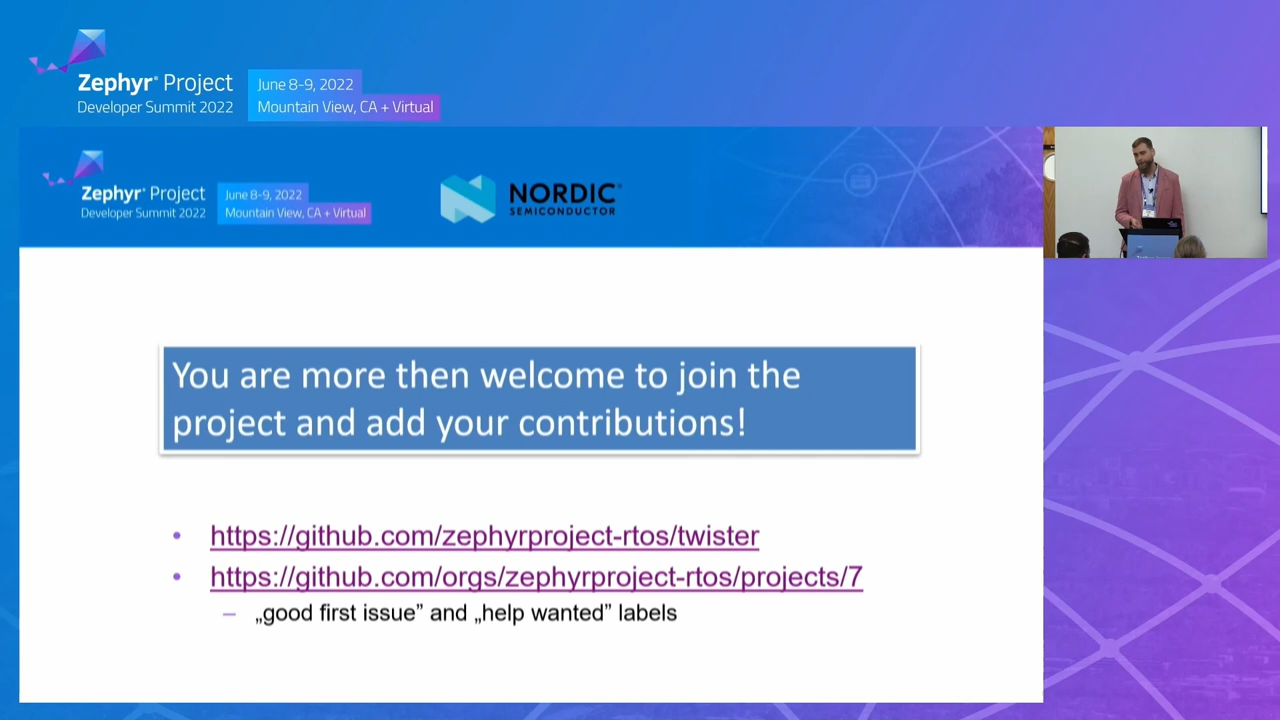 Zephyr® Project
Developer Summit 2022
June 8-9, 2022
Mountain View, CA + Virtual
Zephyr® Project
Developer Summit 2022
June 8-9, 2022
Mountain View, CA + Virtual
NORDIC®
SEMICONDUCTOR
You are more then welcome to join the
project and add your contributions!
• https://github.com/zephyrproject-rtos/twister
• https://github.com/orgs/zephyrproject-rtos/projects/7
– „good first issue” and „help wanted” labels